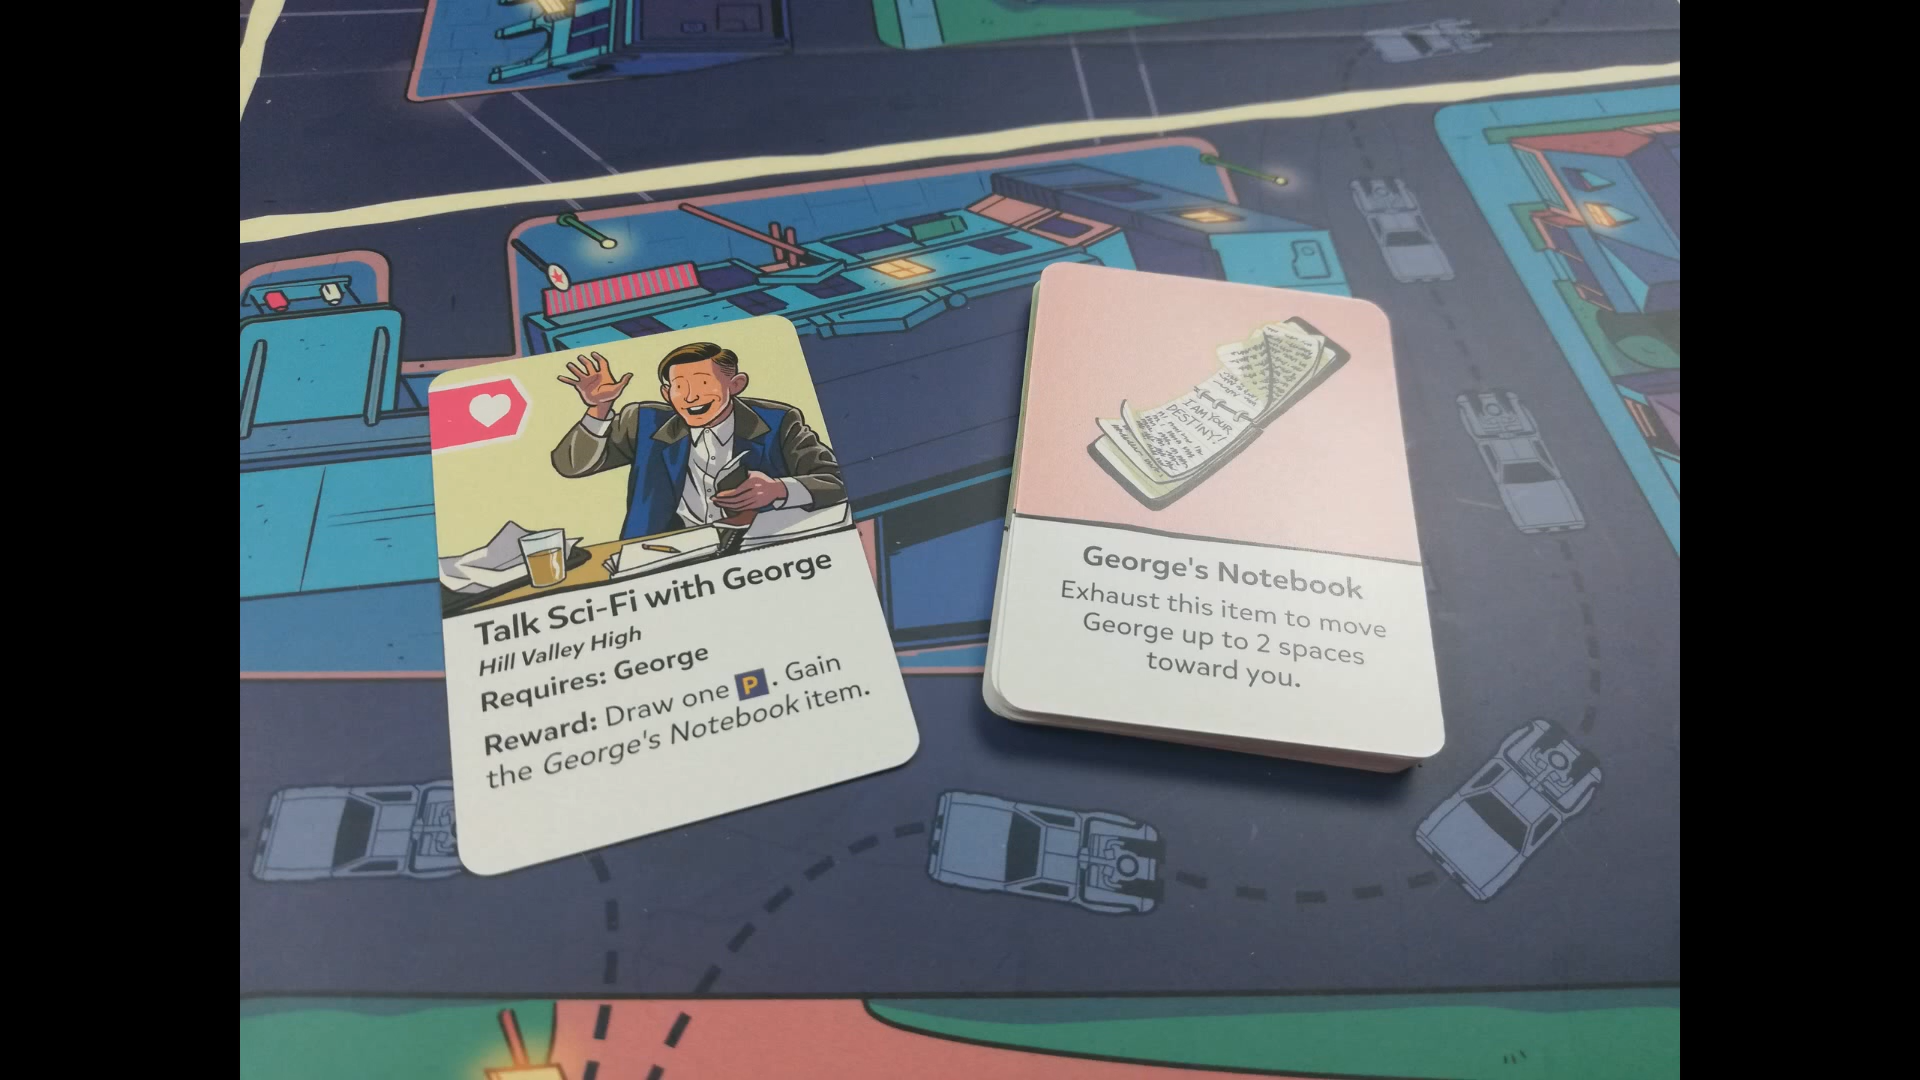 Talk Sci-Fi with George
Hill Valley High
Requires: George
Reward: Draw one P. Gain
the George's Notebook item.
I AM YOUR
DESTINY!
George's Notebook
Exhaust this item to move
George up to 2 spaces
toward you.